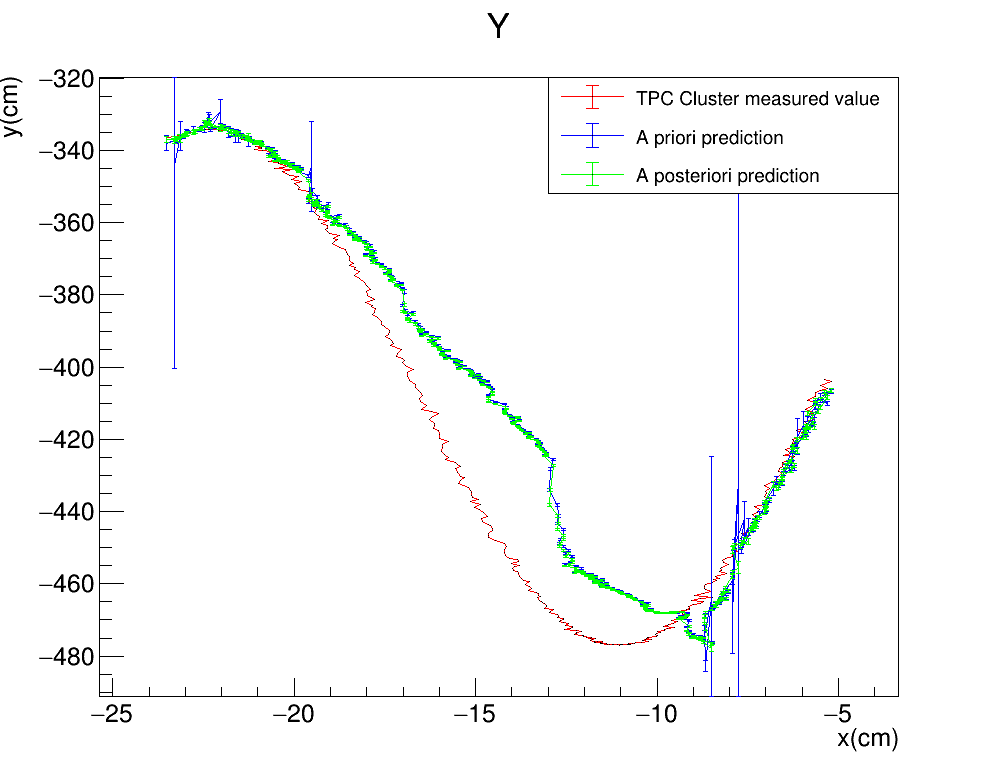 Y
y(cm)
−320
−340
−360
−380
−400
−420
−440
−460
−480
TPC Cluster measured value
A priori prediction
A posteriori prediction
−25
−20
−15
−10
−5
x(cm)